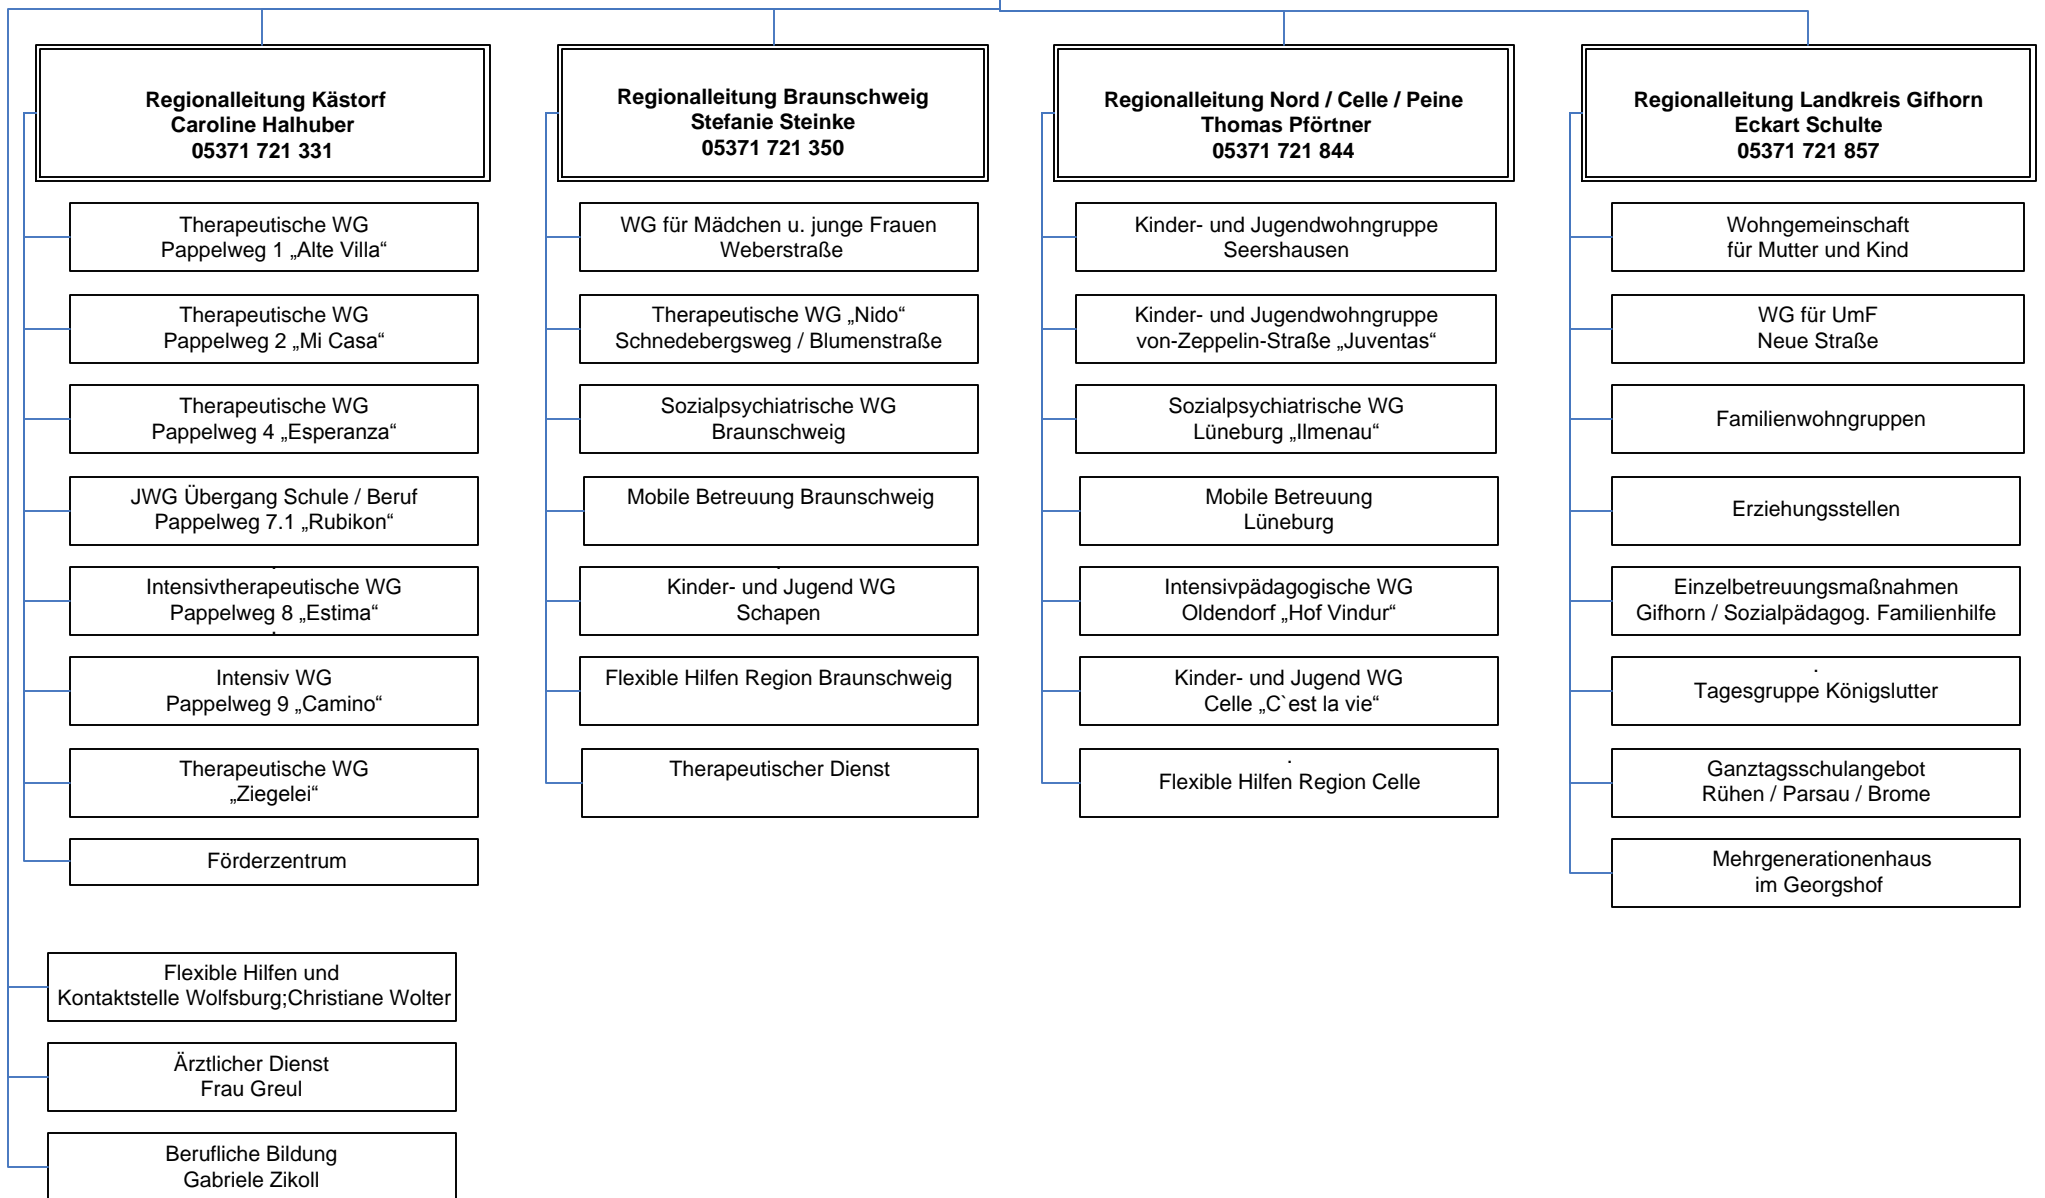 Regionalleitung Kästorf
Caroline Halhuber
05371 721 331
Therapeutische WG
Pappelweg 1 „Alte Villa“
Therapeutische WG
Pappelweg 2 „Mi Casa“
Therapeutische WG
Pappelweg 4 „Esperanza“
JWG Übergang Schule / Beruf
Pappelweg 7.1 „Rubikon“
Intensivtherapeutische WG
Pappelweg 8 „Estima“
Intensiv WG
Pappelweg 9 „Camino“
Therapeutische WG
„Ziegelei“
Förderzentrum
Regionalleitung Braunschweig
Stefanie Steinke
05371 721 350
WG für Mädchen u. junge Frauen
Weberstraße
Therapeutische WG „Nido“
Schnedebergsweg / Blumenstraße
Sozialpsychiatrische WG
Braunschweig
Mobile Betreuung Braunschweig
Kinder- und Jugend WG
Schapen
Flexible Hilfen Region Braunschweig
Therapeutischer Dienst
Regionalleitung Nord / Celle / Peine
Thomas Pförtner
05371 721 844
Kinder- und Jugendwohngruppe
Seershausen
Kinder- und Jugendwohngruppe
von-Zeppelin-Straße „Juventas“
Sozialpsychiatrische WG
Lüneburg „Ilmenau“
Mobile Betreuung
Lüneburg
Intensivpädagogische WG
Oldendorf „Hof Vindur“
Kinder- und Jugend WG
Celle „C`est la vie“
.
Flexible Hilfen Region Celle
Regionalleitung Landkreis Gifhorn
Eckart Schulte
05371 721 857
Wohngemeinschaft
für Mutter und Kind
WG für UmF
Neue Straße
Familienwohngruppen
Erziehungsstellen
Einzelbetreuungsmaßnahmen
Gifhorn / Sozialpädagog. Familienhilfe
.
Tagesgruppe Königslutter
Ganztagsschulangebot
Rühen / Parsau / Brome
Mehrgenerationenhaus
im Georgshof
Flexible Hilfen und
Kontaktstelle Wolfsburg;Christiane Wolter
Ärztlicher Dienst
Frau Greul
Berufliche Bildung
Gabriele Zikoll